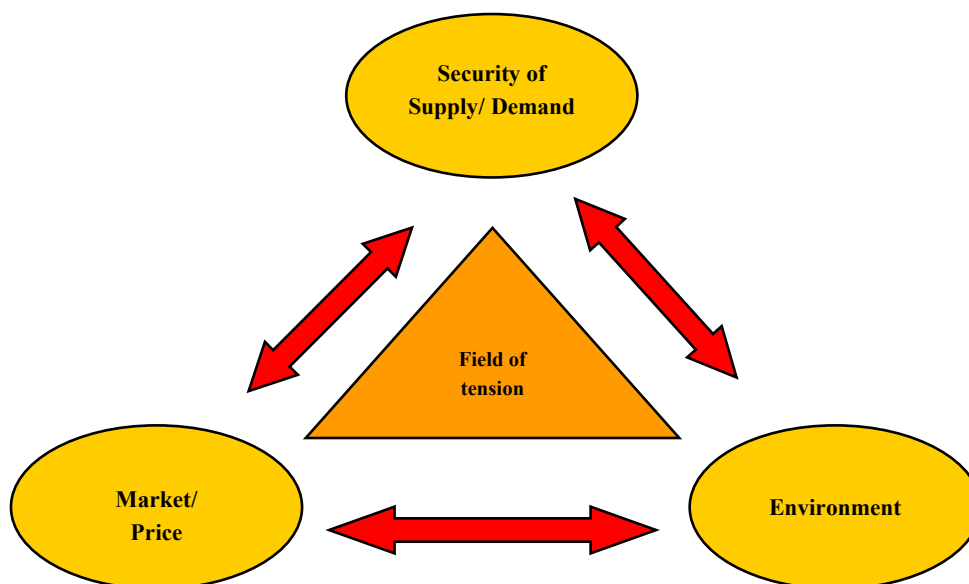 Security of
Supply/ Demand
Field of
tension
Market/
Price
Environment